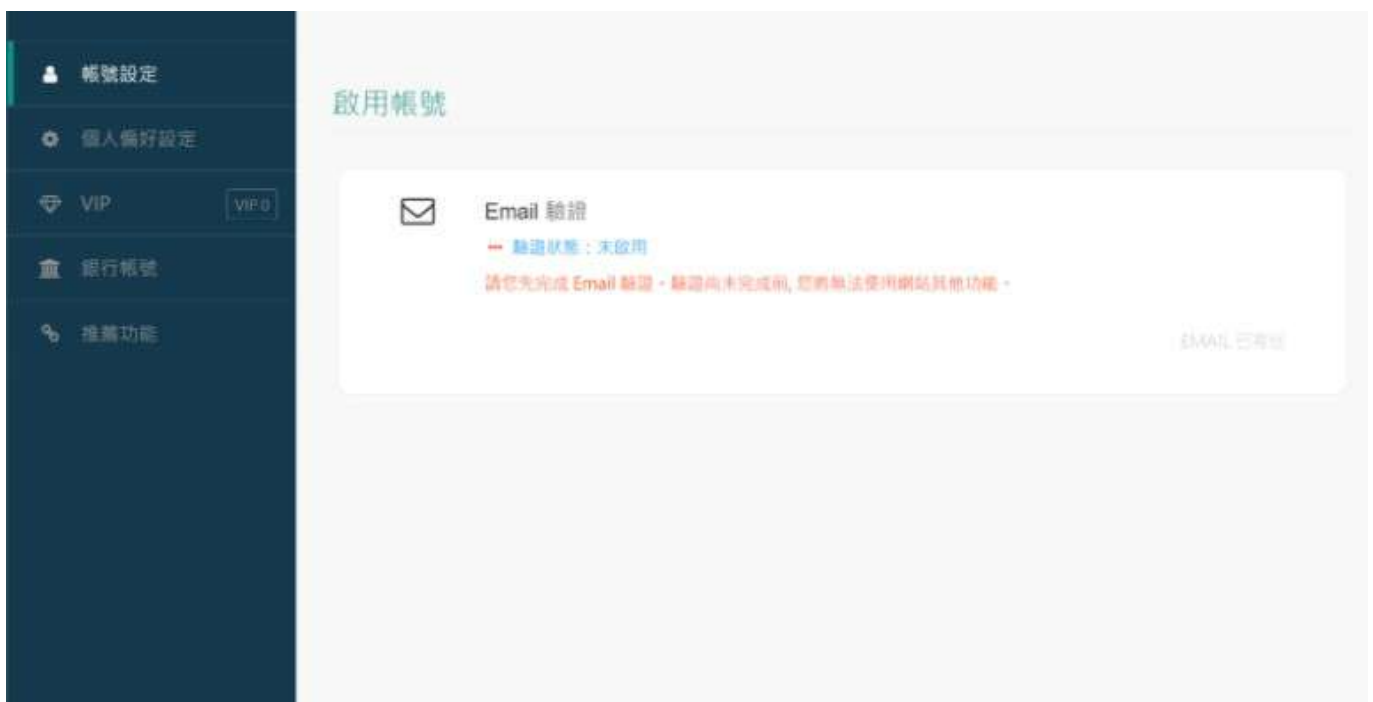 帳號設定
個人偏好設定
VIP
VIP 0
銀行帳號
推薦功能
啟用帳號
Email 驗證
驗證狀態：未啟用
請您先完成 Email 驗證。驗證尚未完成前, 您將無法使用網站其他功能。
EMAIL 已寄